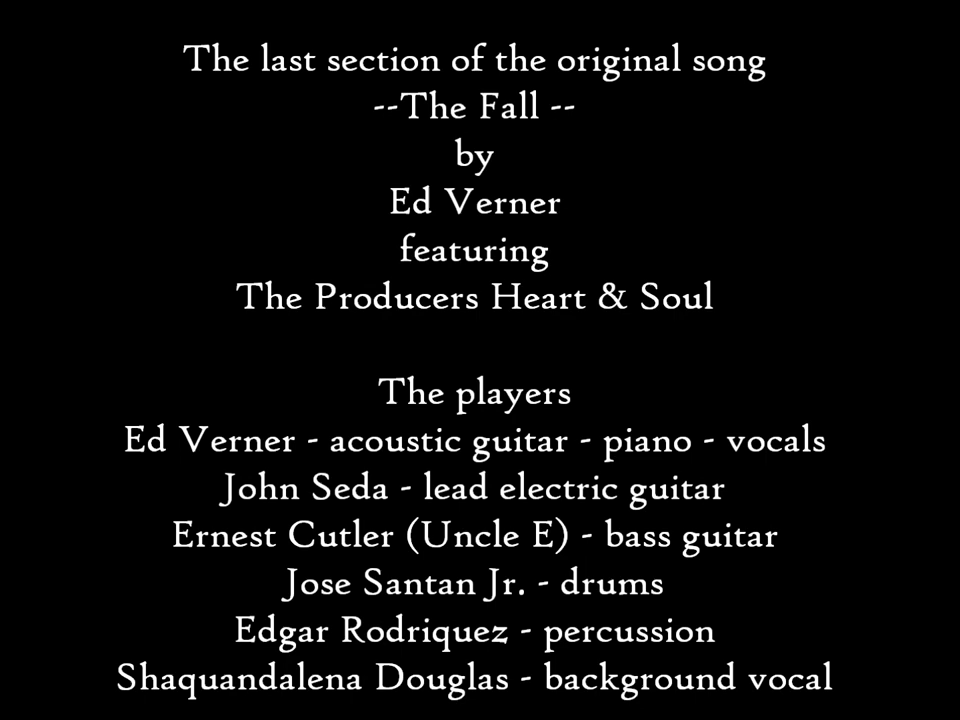 The last section of the original song
--The Fall --
by
Ed Verner
featuring
The Producers Heart & Soul
The players
Ed Verner - acoustic guitar - piano - vocals
John Seda - lead electric guitar
Ernest Cutler (Uncle E) - bass guitar
Jose Santan Jr. - drums
Edgar Rodriquez - percussion
Shaquandalena Douglas - background vocal